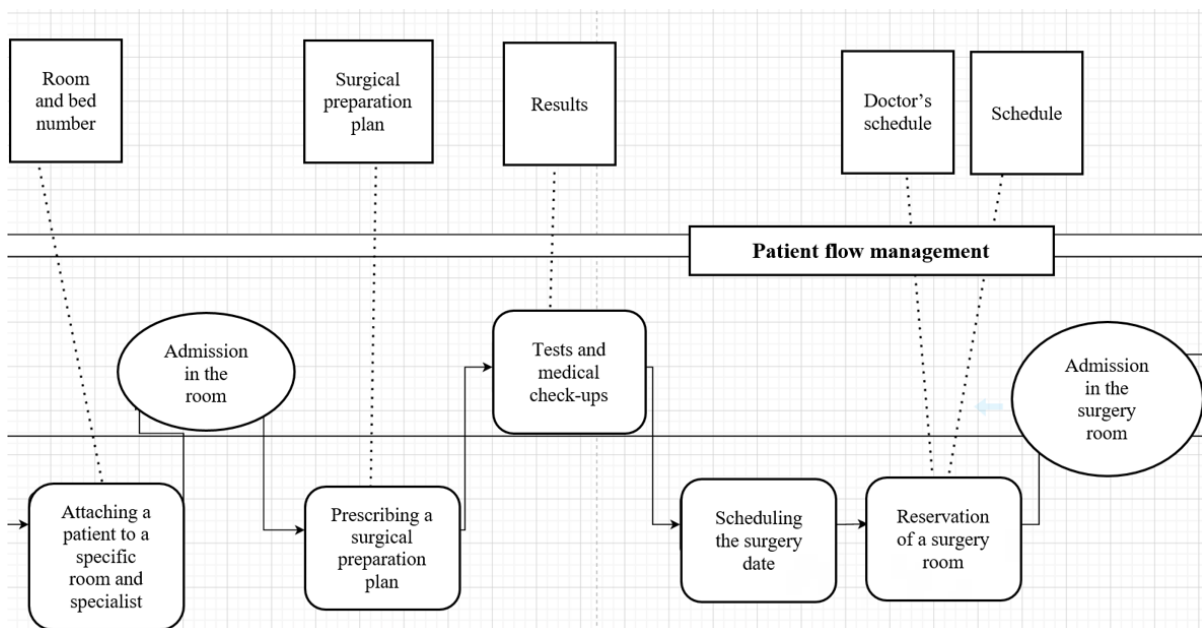 Room
and bed
number
Surgical
preparation
plan
Results
Doctor’s
schedule
Schedule
Patient flow management
Admission
in the
room
Tests and
medical
check-ups
Admission
in the
surgery
room
Attaching a
patient to a
specific
room and
specialist
Prescribing a
surgical
preparation
plan
Scheduling
the surgery
date
Reservation
of a surgery
room